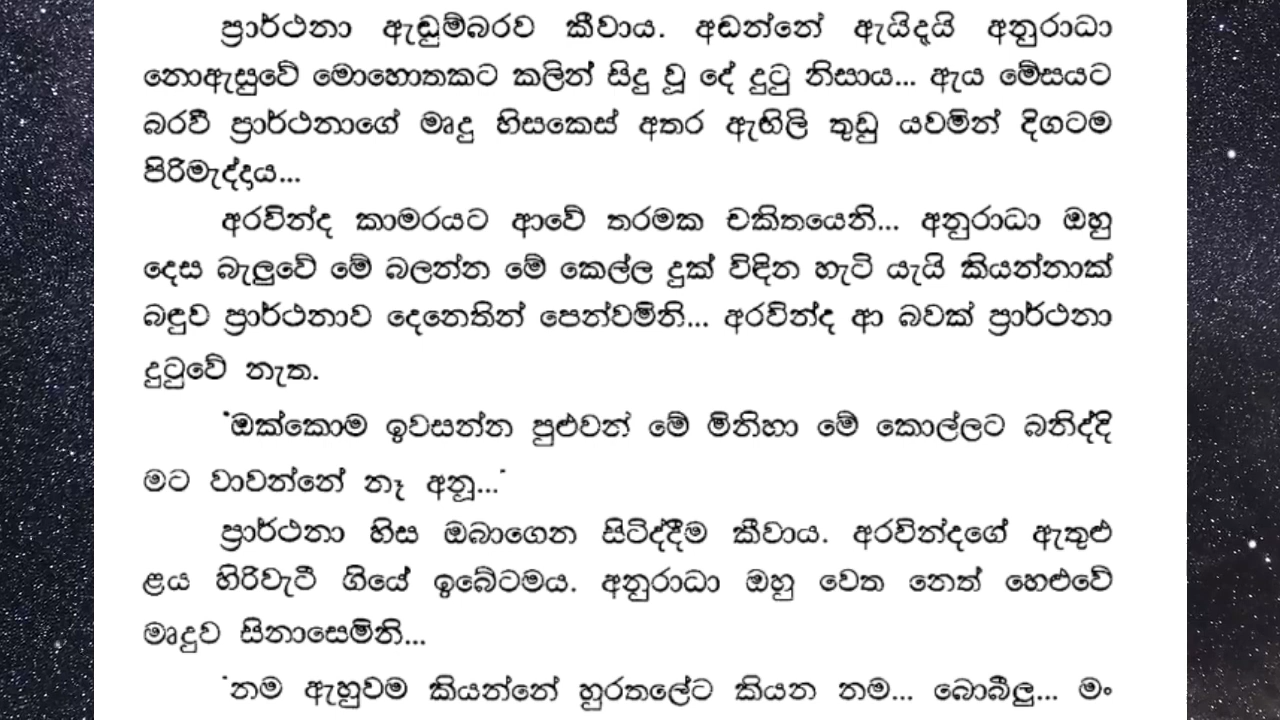 ප්‍රාර්ථනා ඇඬුම්බරව කීවාය. අඬන්නේ ඇයිදැයි අනුරාධා
නොඇසුවේ මොහොතකට කලින් සිදු වූ දේ දුටු නිසාය... ඇය මේසයට
බරවී ප්‍රාර්ථනාගේ මෘදු හිසකෙස් අතර ඇඟිලි තුඩු යවමින් දිගටම
පිරිමැද්දාය...
අරවින්ද කාමරයට ආවේ තරමක චකිතයෙනි... අනුරාධා ඔහු
දෙස බැලුවේ මේ බලන්න මේ කෙල්ල දුක් විඳින හැටි යැයි කියන්නාක්
බඳුව ප්‍රාර්ථනාව දෙනෙතින් පෙන්වමිනි... අරවින්ද ආ බවක් ප්‍රාර්ථනා
දුටුවේ නැත.
"ඔක්කොම ඉවසන්න පුළුවන් මේ මිනිහා මේ කොල්ලට බනිද්දි
මට වාවන්නේ නෑ අනූ..."
ප්‍රාර්ථනා හිස ඔබාගෙන සිටිද්දීම කීවාය. අරවින්දගේ ඇතුළු
ළය හිරිවැටී ගියේ ඉබේටමය. අනුරාධා ඔහු වෙත නෙත් හෙළුවේ
මෘදුව සිනාසෙමිනි...
"නම ඇහුවම කියන්නේ හුරතලේට කියන නම... බොබීලු... මං